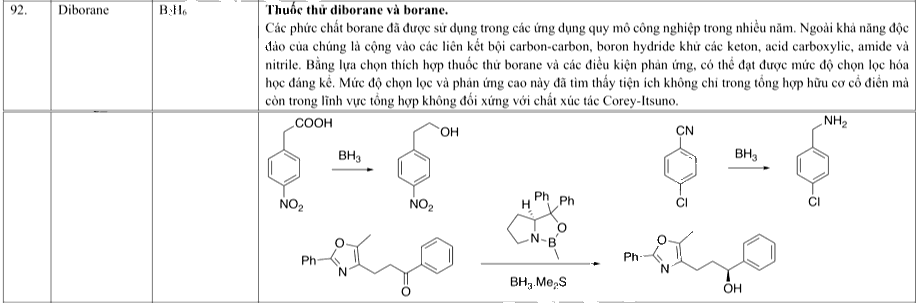 92. Diborane B₂H₆ Thuốc thử diborane và borane.
Các phức chất borane đã được sử dụng trong các ứng dụng quy mô công nghiệp trong nhiều năm. Ngoài khả năng độc
đáo của chúng là cộng vào các liên kết bội carbon-carbon, boron hydride khử các keton, acid carboxylic, amide và
nitrile. Bằng lựa chọn thích hợp thuốc thử borane và các điều kiện phản ứng, có thể đạt được mức độ chọn lọc hóa
học đáng kể. Mức độ chọn lọc và phản ứng cao này đã tìm thấy tiện ích không chỉ trong tổng hợp hữu cơ cổ điển mà
còn trong lĩnh vực tổng hợp không đối xứng với chất xúc tác Corey-Itsuno.
COOH OH CN NH₂
BH₃ BH₃
NO₂ NO₂ Cl Cl
H Ph Ph
O
N B
Ph O N O
BH₃.Me₂S
Ph O N OH